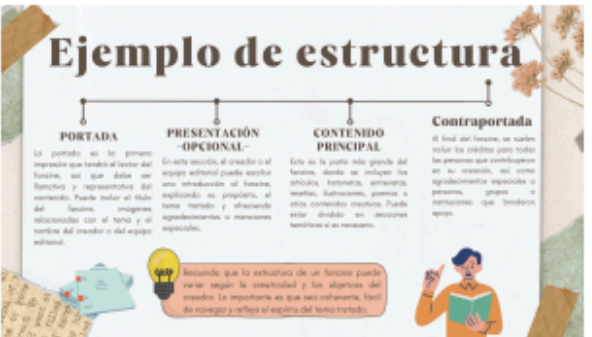 Ejemplo de estructura
PORTADA
La portada es la primera
impresión que tendrá el lector del
fanzine, así que debe ser
llamativa y representativa del
contenido. Puede incluir el título
del fanzine, imágenes
relacionadas con el tema y el
nombre del creador o del equipo
editorial.
PRESENTACIÓN
-OPCIONAL-
En esta sección, el creador o el
equipo editorial puede escribir
una introducción al fanzine,
explicando su propósito, el
tema tratado y ofreciendo
agradecimientos o menciones
especiales.
CONTENIDO
PRINCIPAL
Esta es la parte más grande del
fanzine, donde se incluyen los
artículos, historietas, entrevistas,
reseñas, ilustraciones, poemas u
otros contenidos creativos. Puede
estar dividido en secciones
temáticas si es necesario.
Contraportada
Al final del fanzine, se suelen
incluir los créditos para todas
las personas que contribuyeron
en su creación, así como
agradecimientos especiales a
personas, grupos o
instituciones que brindaron
apoyo.
Recuerda que la estructura de un fanzine puede
variar según la creatividad y los objetivos del
creador. Lo importante es que sea coherente, fácil
de navegar y refleje el espíritu del tema tratado.